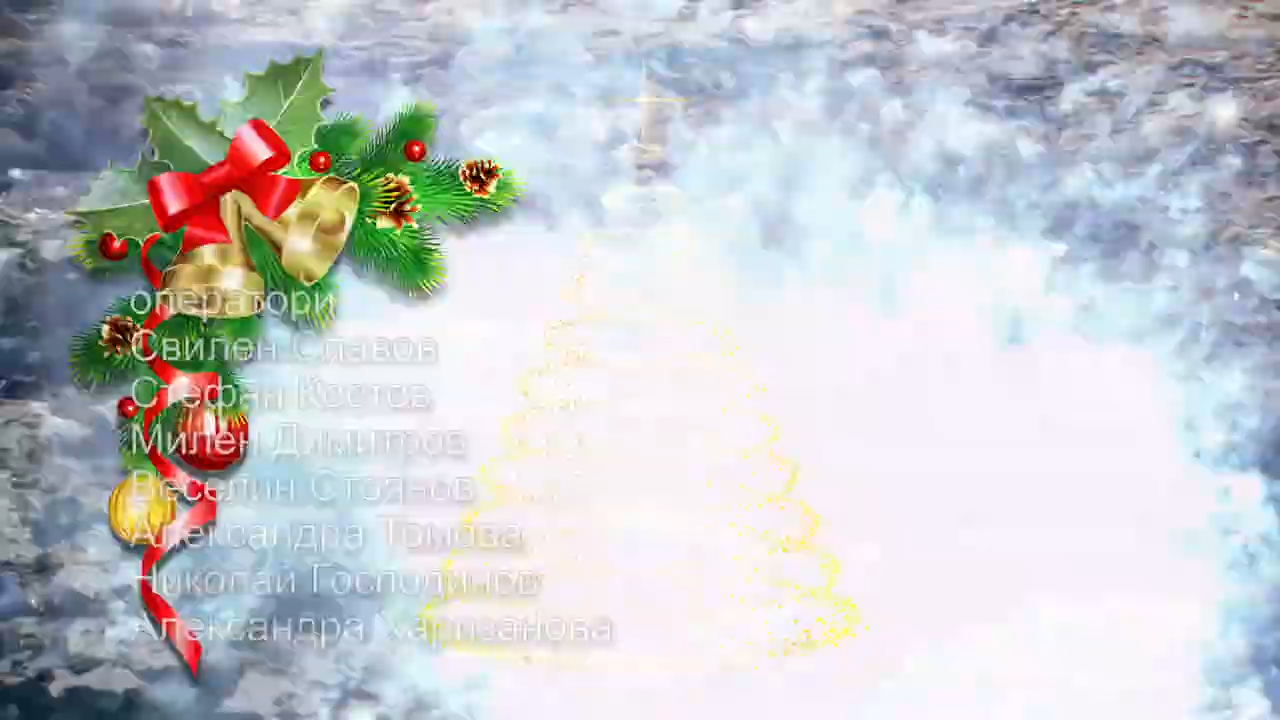 оператори
Свилен Славов
Стефан Костов
Милен Димитров
Веселин Стоянов
Александра Томова
Николай Господинов
Александра Харизанова